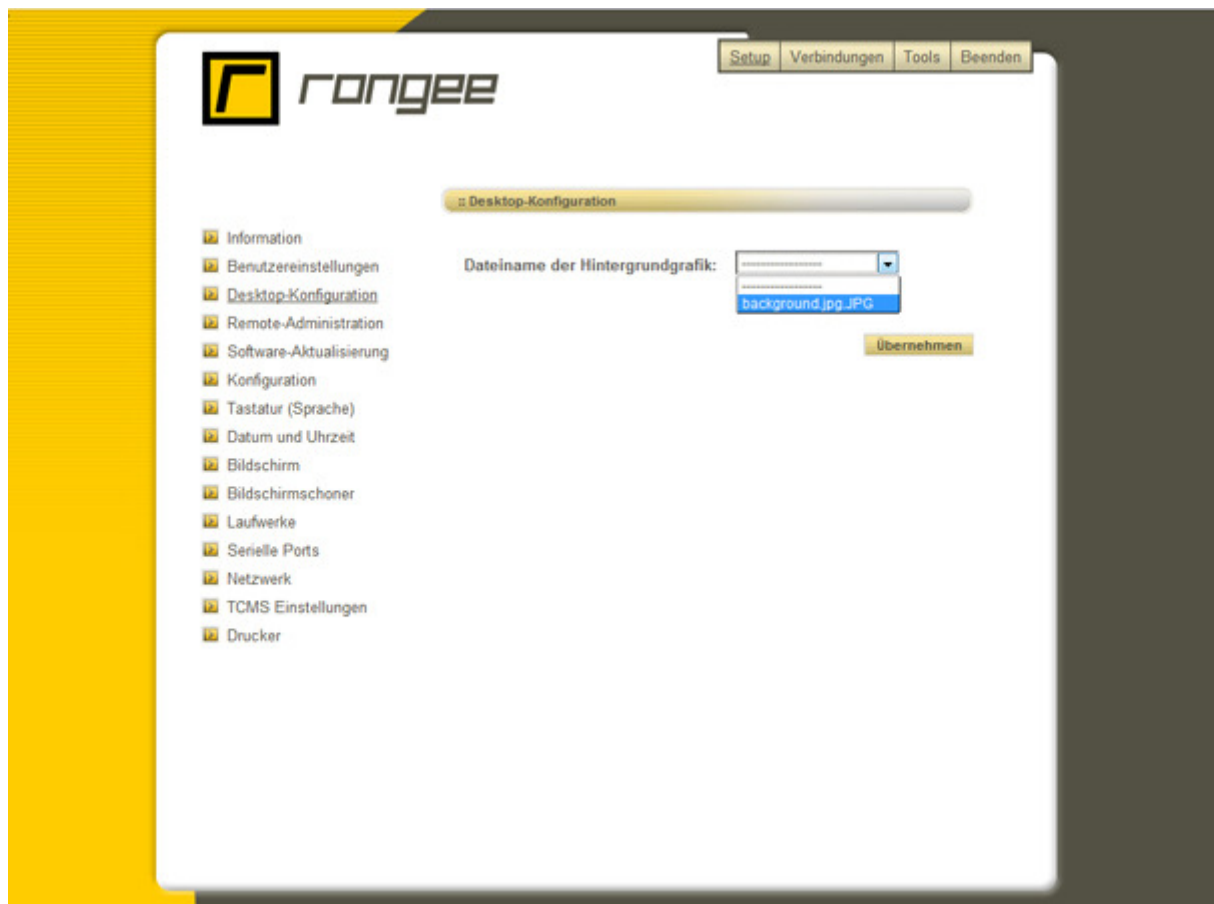 rangee
Setup Verbindungen Tools Beenden
:: Desktop-Konfiguration
Information
Benutzereinstellungen
Desktop-Konfiguration
Remote-Administration
Software-Aktualisierung
Konfiguration
Tastatur (Sprache)
Datum und Uhrzeit
Bildschirm
Bildschirmschoner
Laufwerke
Serielle Ports
Netzwerk
TCMS Einstellungen
Drucker
Dateiname der Hintergrundgrafik:
------------------
------------------
background.jpg.JPG
Übernehmen